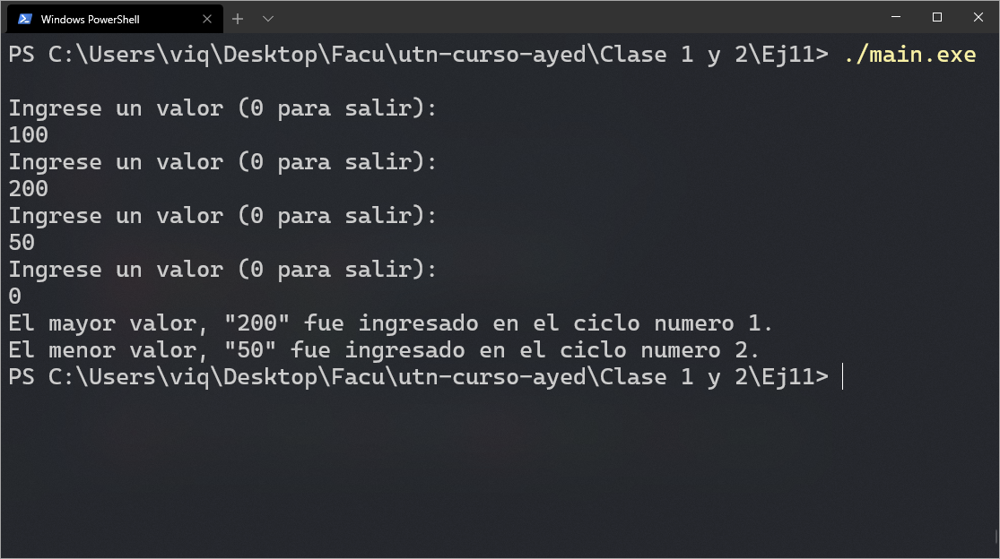 Windows PowerShell
PS C:\Users\viq\Desktop\Facu\utn-curso-ayed\Clase 1 y 2\Ej11> ./main.exe
Ingrese un valor (0 para salir):
100
Ingrese un valor (0 para salir):
200
Ingrese un valor (0 para salir):
50
Ingrese un valor (0 para salir):
0
El mayor valor, "200" fue ingresado en el ciclo numero 1.
El menor valor, "50" fue ingresado en el ciclo numero 2.
PS C:\Users\viq\Desktop\Facu\utn-curso-ayed\Clase 1 y 2\Ej11>